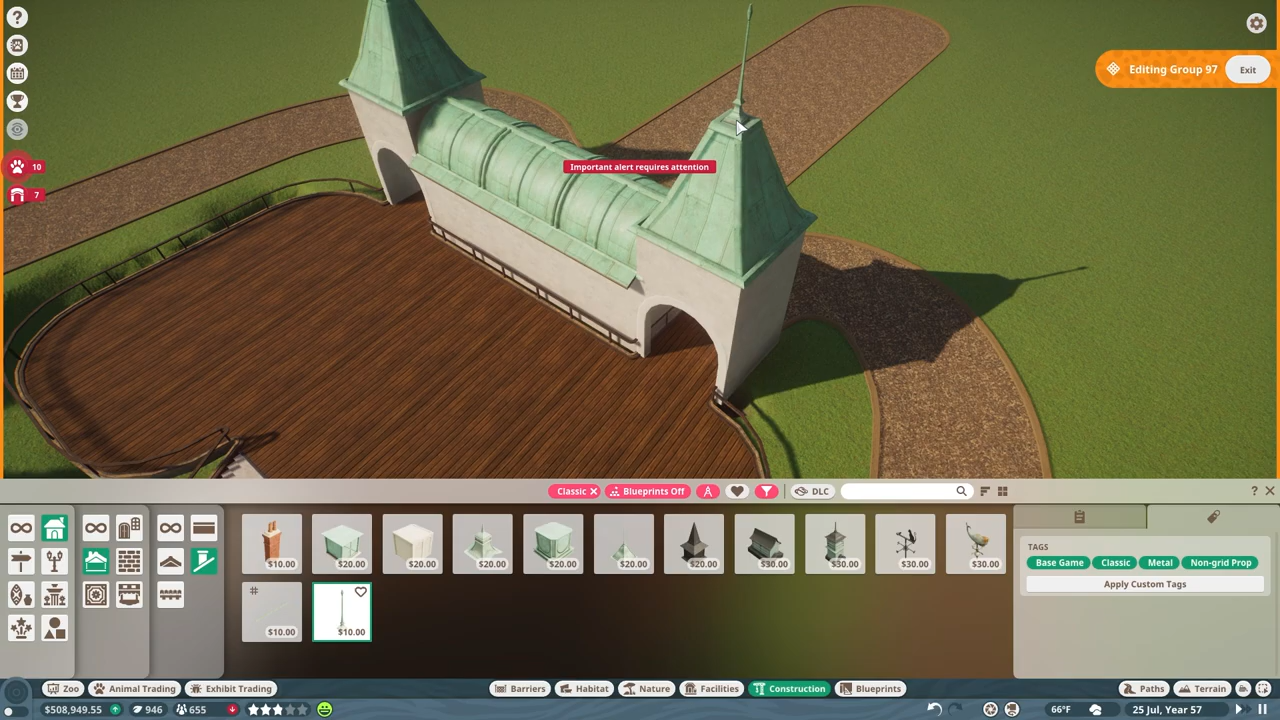 ?
Editing Group 97
Exit
Important alert requires attention
10
7
Classic ×
Blueprints Off
DLC
? ×
TAGS
Base Game
Classic
Metal
Non-grid Prop
Apply Custom Tags
$10.00
$20.00
$20.00
$20.00
$20.00
$20.00
$20.00
$30.00
$30.00
$30.00
$30.00
#
$10.00
$10.00
Zoo
Animal Trading
Exhibit Trading
Barriers
Habitat
Nature
Facilities
Construction
Blueprints
Paths
Terrain
$508,949.55
946
655
66°F
25 Jul, Year 57